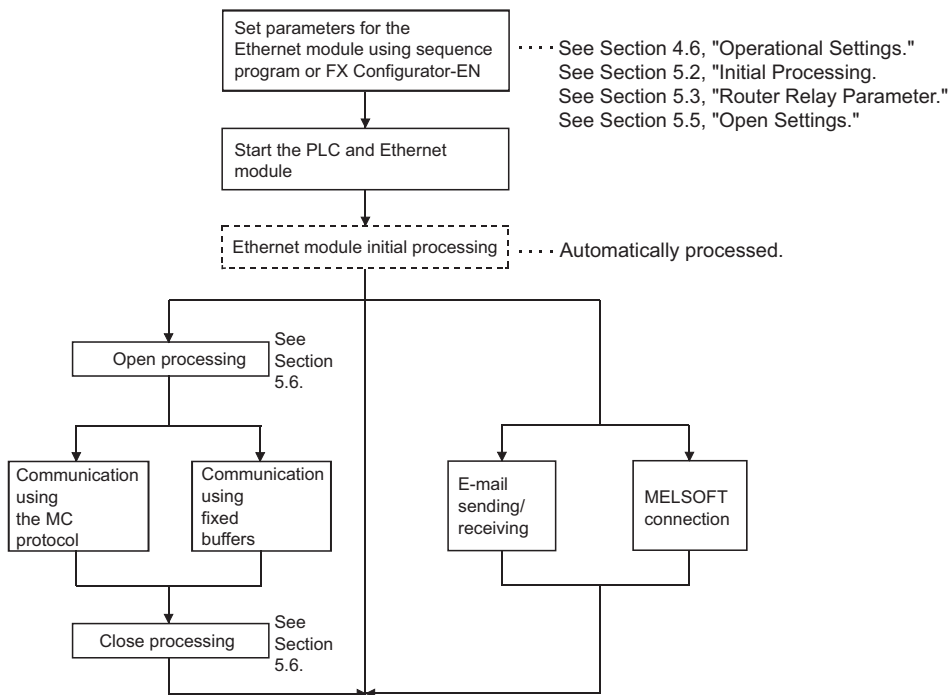 Set parameters for the
Ethernet module using sequence
program or FX Configurator-EN
See Section 4.6, "Operational Settings."
See Section 5.2, "Initial Processing.
See Section 5.3, "Router Relay Parameter."
See Section 5.5, "Open Settings."
Start the PLC and Ethernet
module
Ethernet module initial processing
Automatically processed.
Open processing
See
Section
5.6.
Communication
using
the MC
protocol
Communication
using
fixed
buffers
E-mail
sending/
receiving
MELSOFT
connection
Close processing
See
Section
5.6.